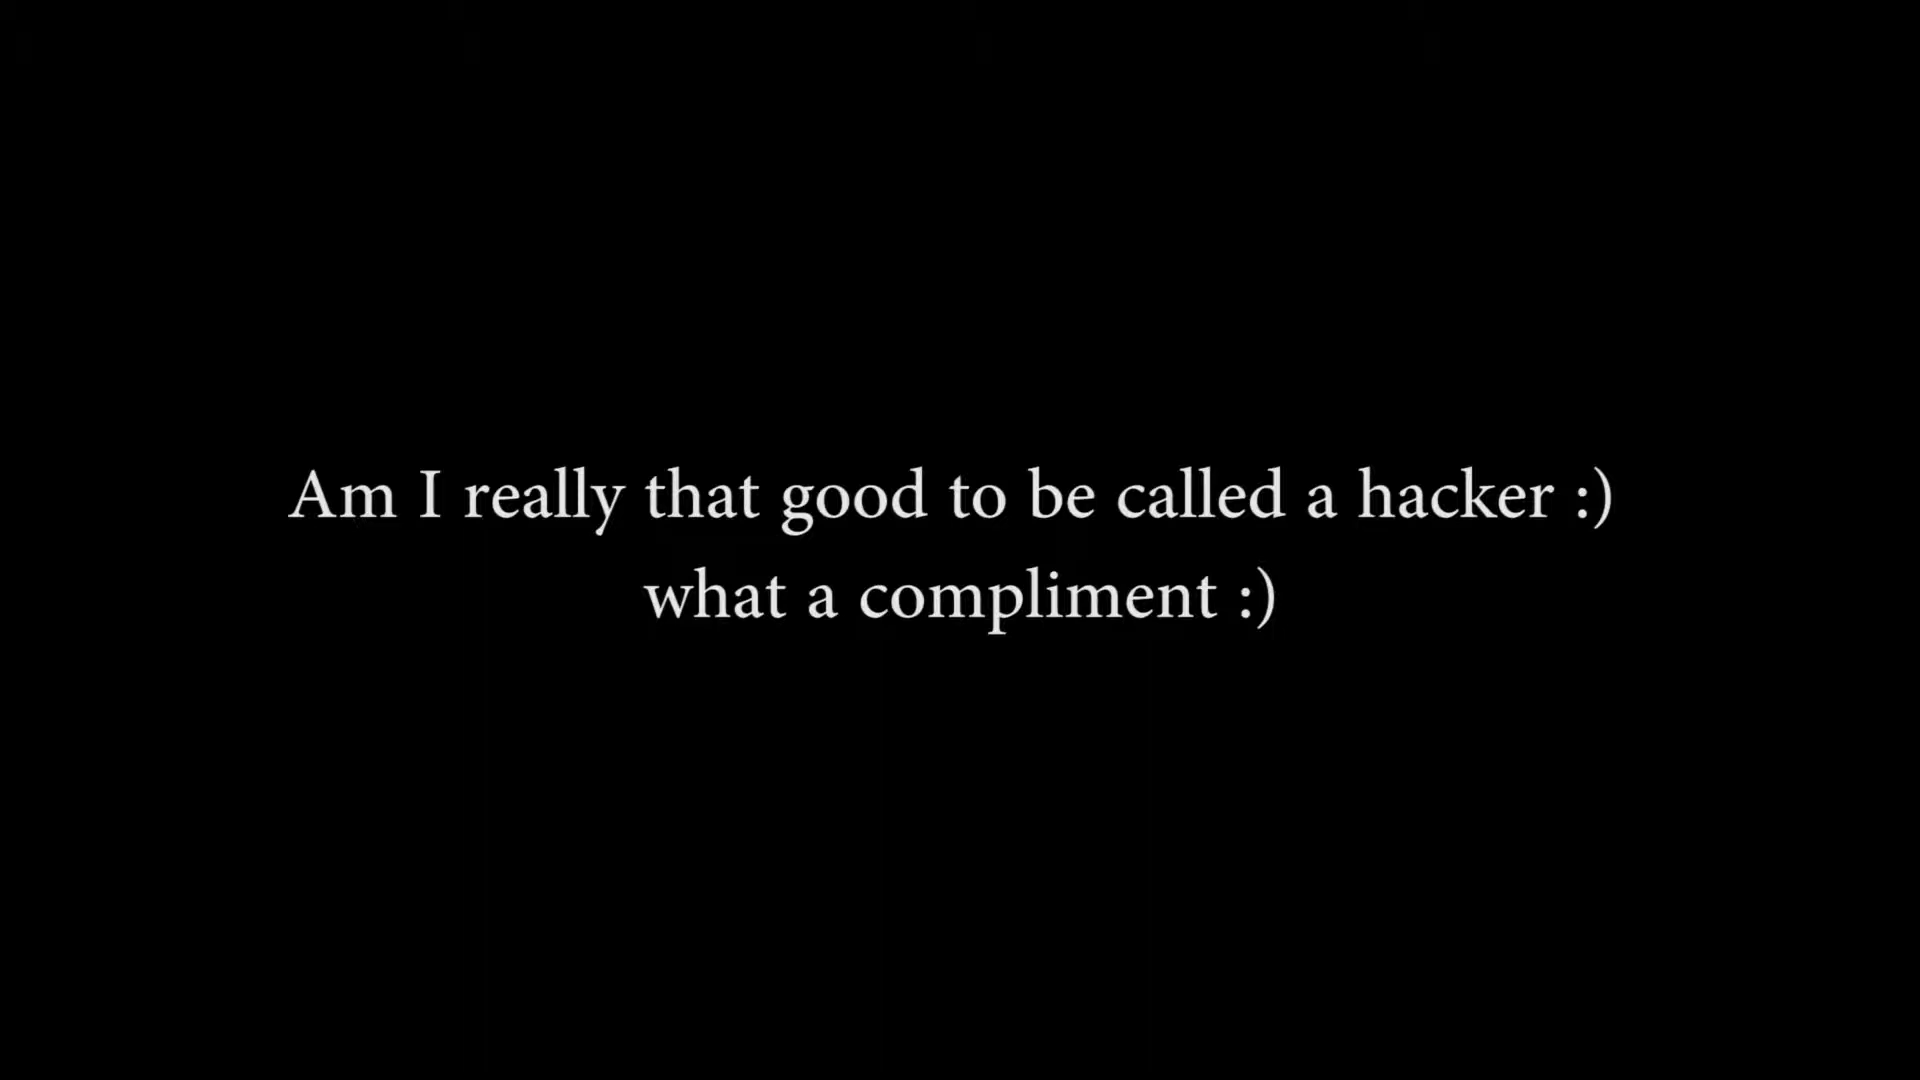 Am I really that good to be called a hacker :)
what a compliment :)